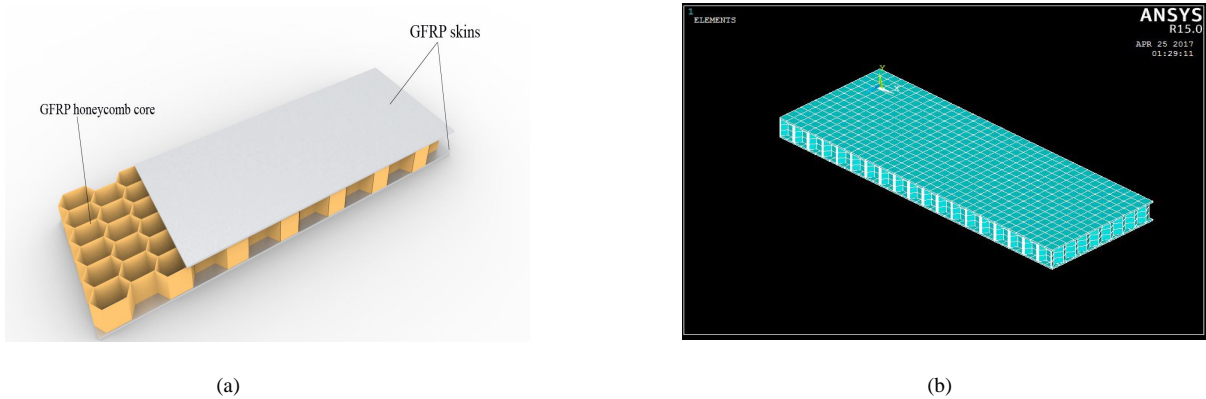 GFRP skins
GFRP honeycomb core
1
ELEMENTS
ANSYS
R15.0
APR 25 2017
01:29:11
Y
X
(a)
(b)